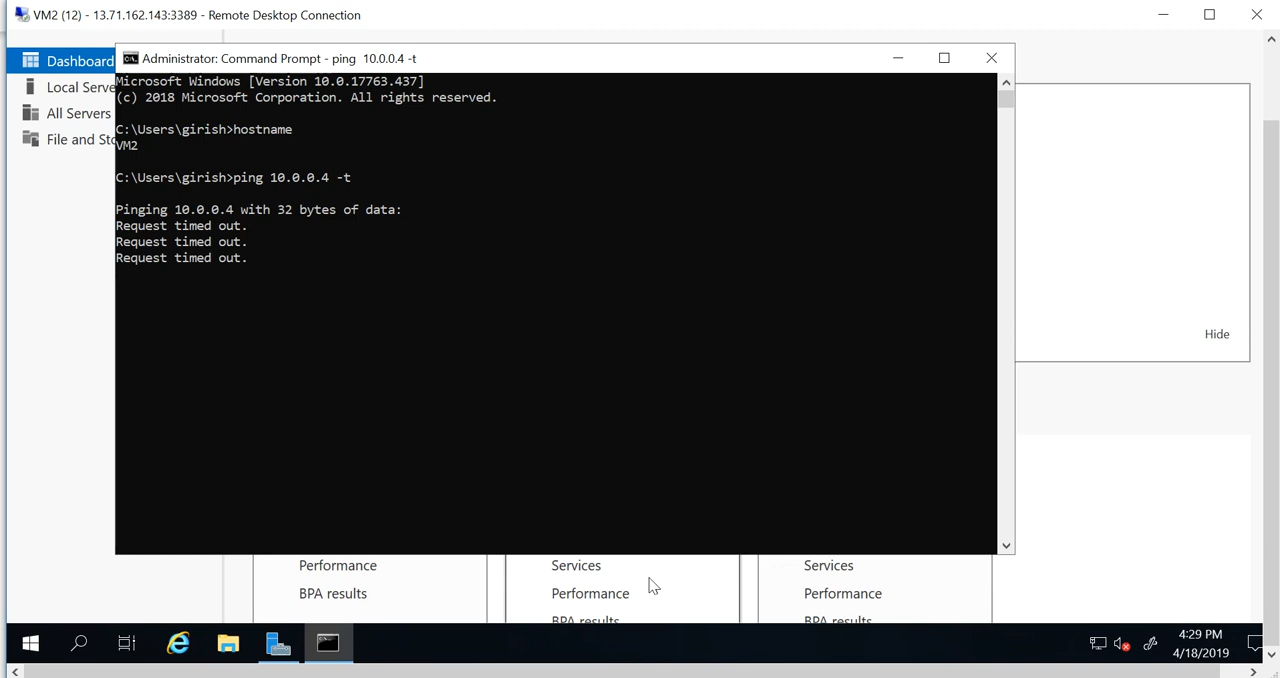 VM2 (12) - 13.71.162.143:3389 - Remote Desktop Connection
Dashboard
Local Serve
All Servers
File and Sto
Administrator: Command Prompt - ping  10.0.0.4 -t
Microsoft Windows [Version 10.0.17763.437]
(c) 2018 Microsoft Corporation. All rights reserved.
C:\Users\girish>hostname
VM2
C:\Users\girish>ping 10.0.0.4 -t
Pinging 10.0.0.4 with 32 bytes of data:
Request timed out.
Request timed out.
Request timed out.
Hide
Performance
BPA results
Services
Performance
BPA results
Services
Performance
BPA results
4:29 PM
4/18/2019